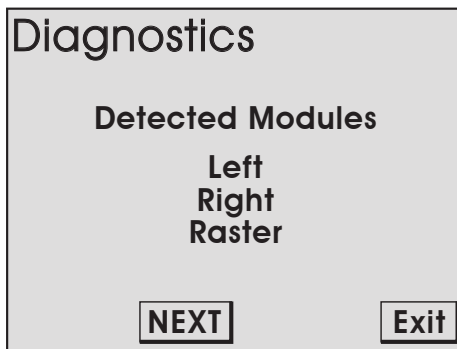 Diagnostics
Detected Modules
Left
Right
Raster
NEXT Exit